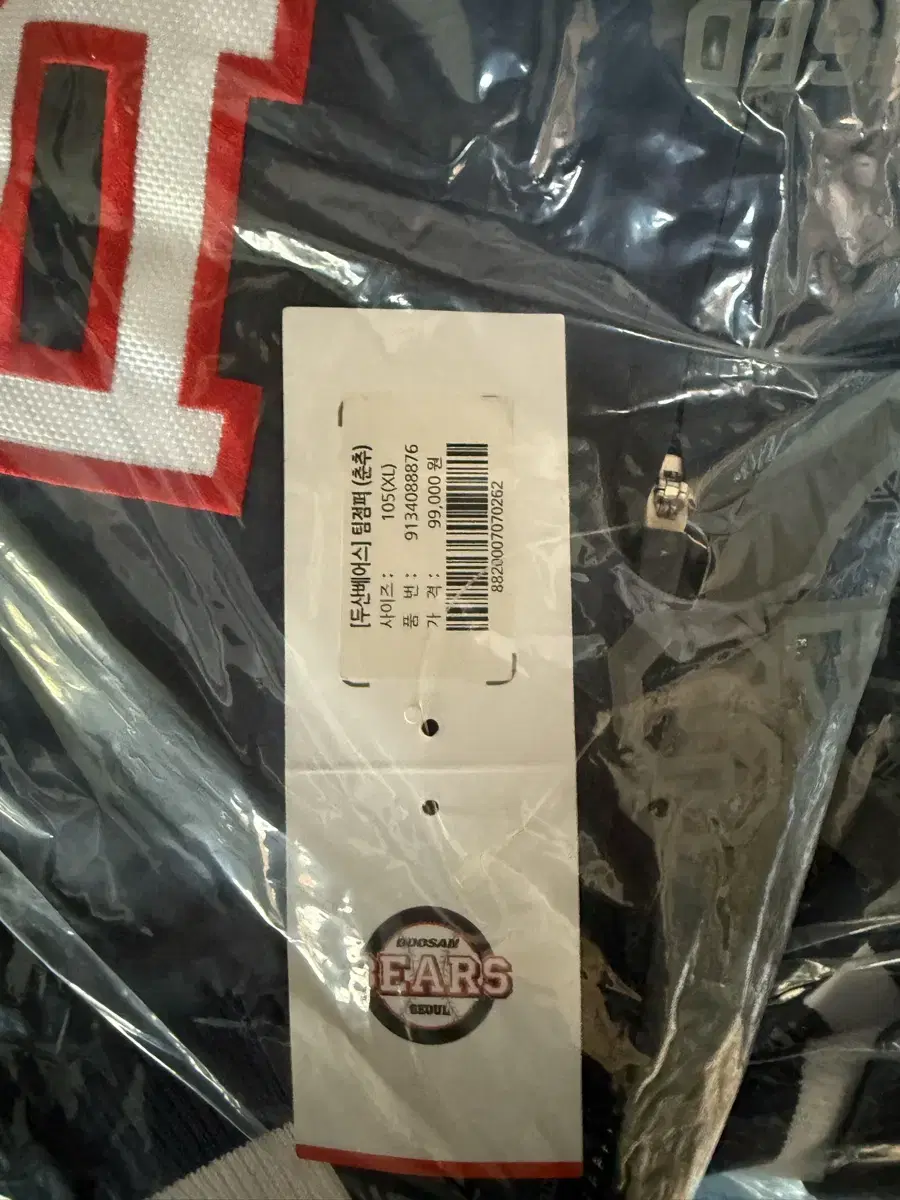 [두산베어스] 팀점퍼 (춘추)
사이즈 : 105(XL)
품 번 : 9134088876
가 격 : 99,000 원
8820007070262
DOOSAN
BEARS
SEOUL